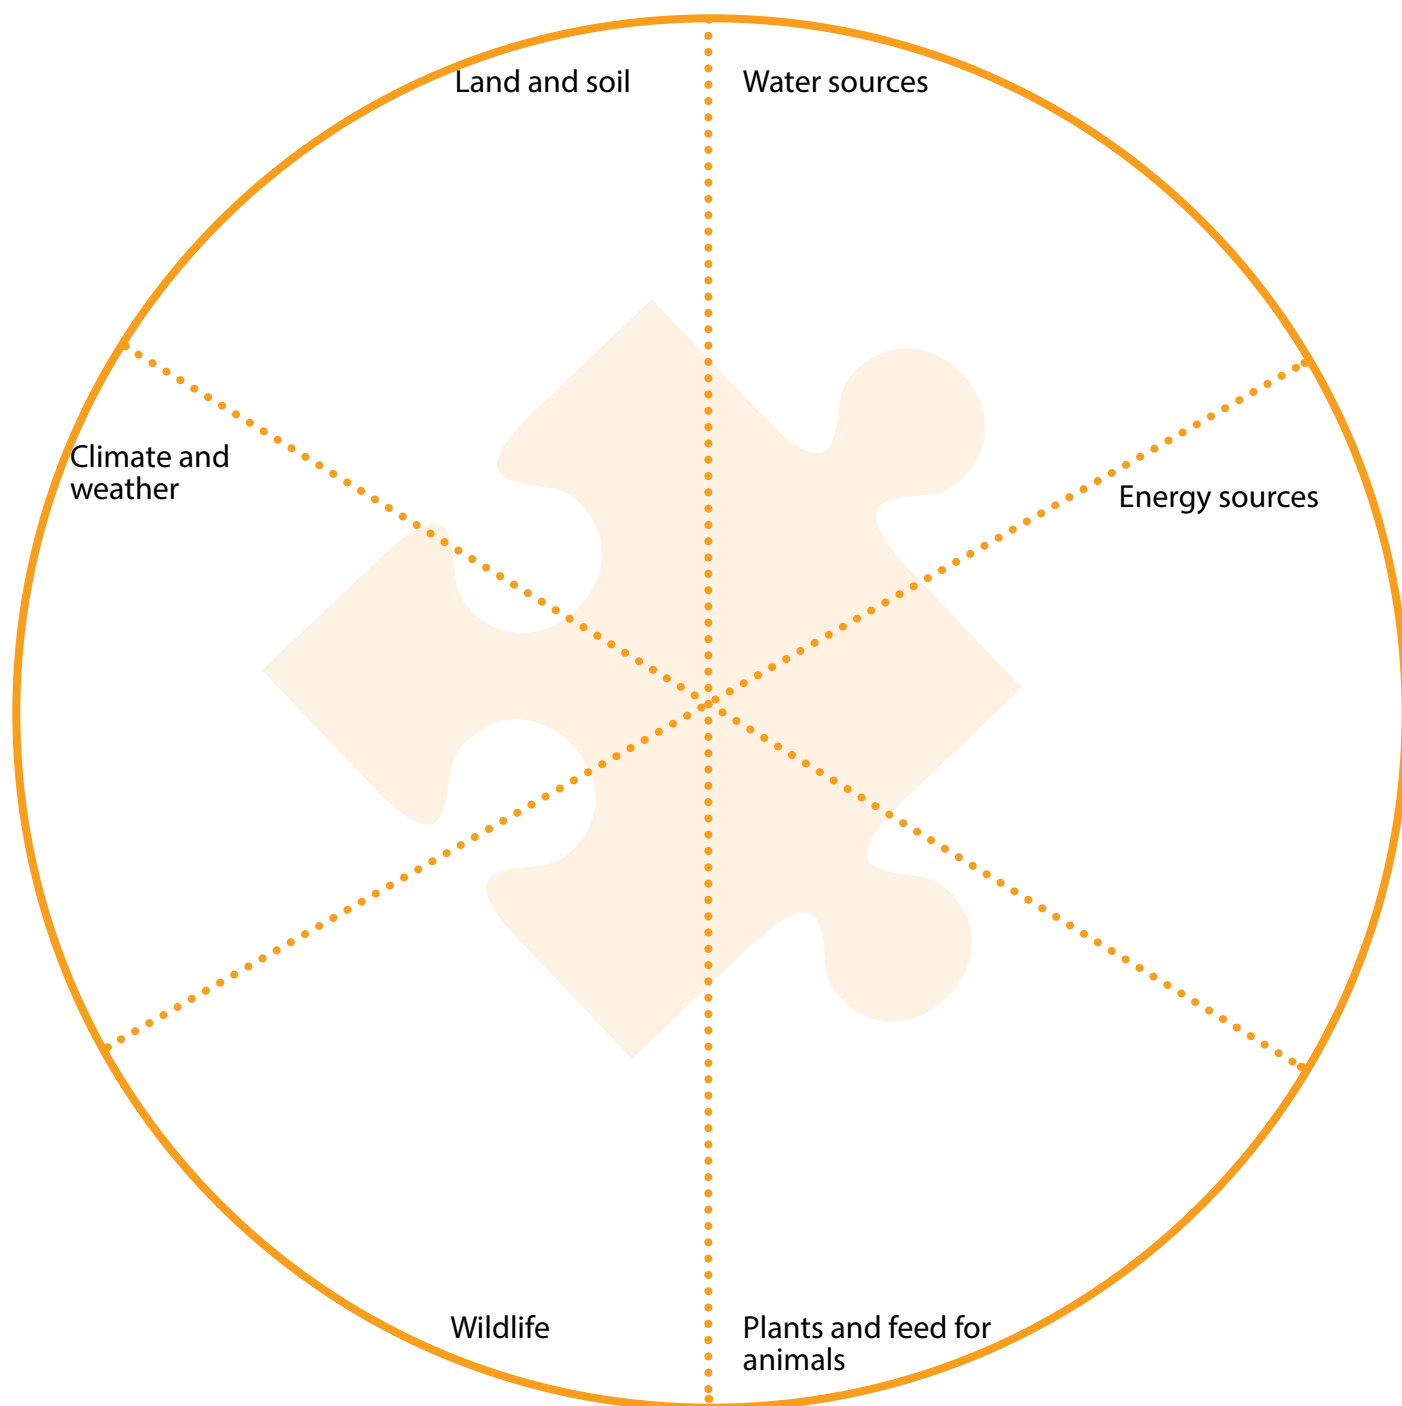 Land and soil
Water sources
Climate and
weather
Energy sources
Wildlife
Plants and feed for
animals